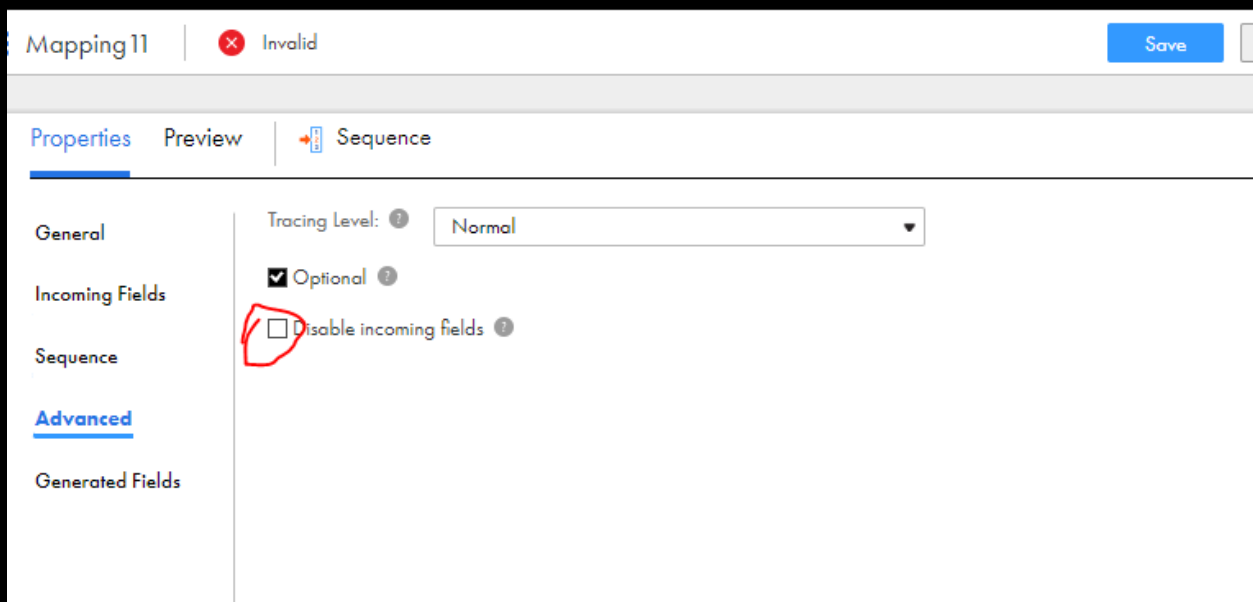 Mapping11 Invalid Save
Properties Preview Sequence
General
Incoming Fields
Sequence
Advanced
Generated Fields
Tracing Level: ? Normal
Optional ?
Disable incoming fields ?